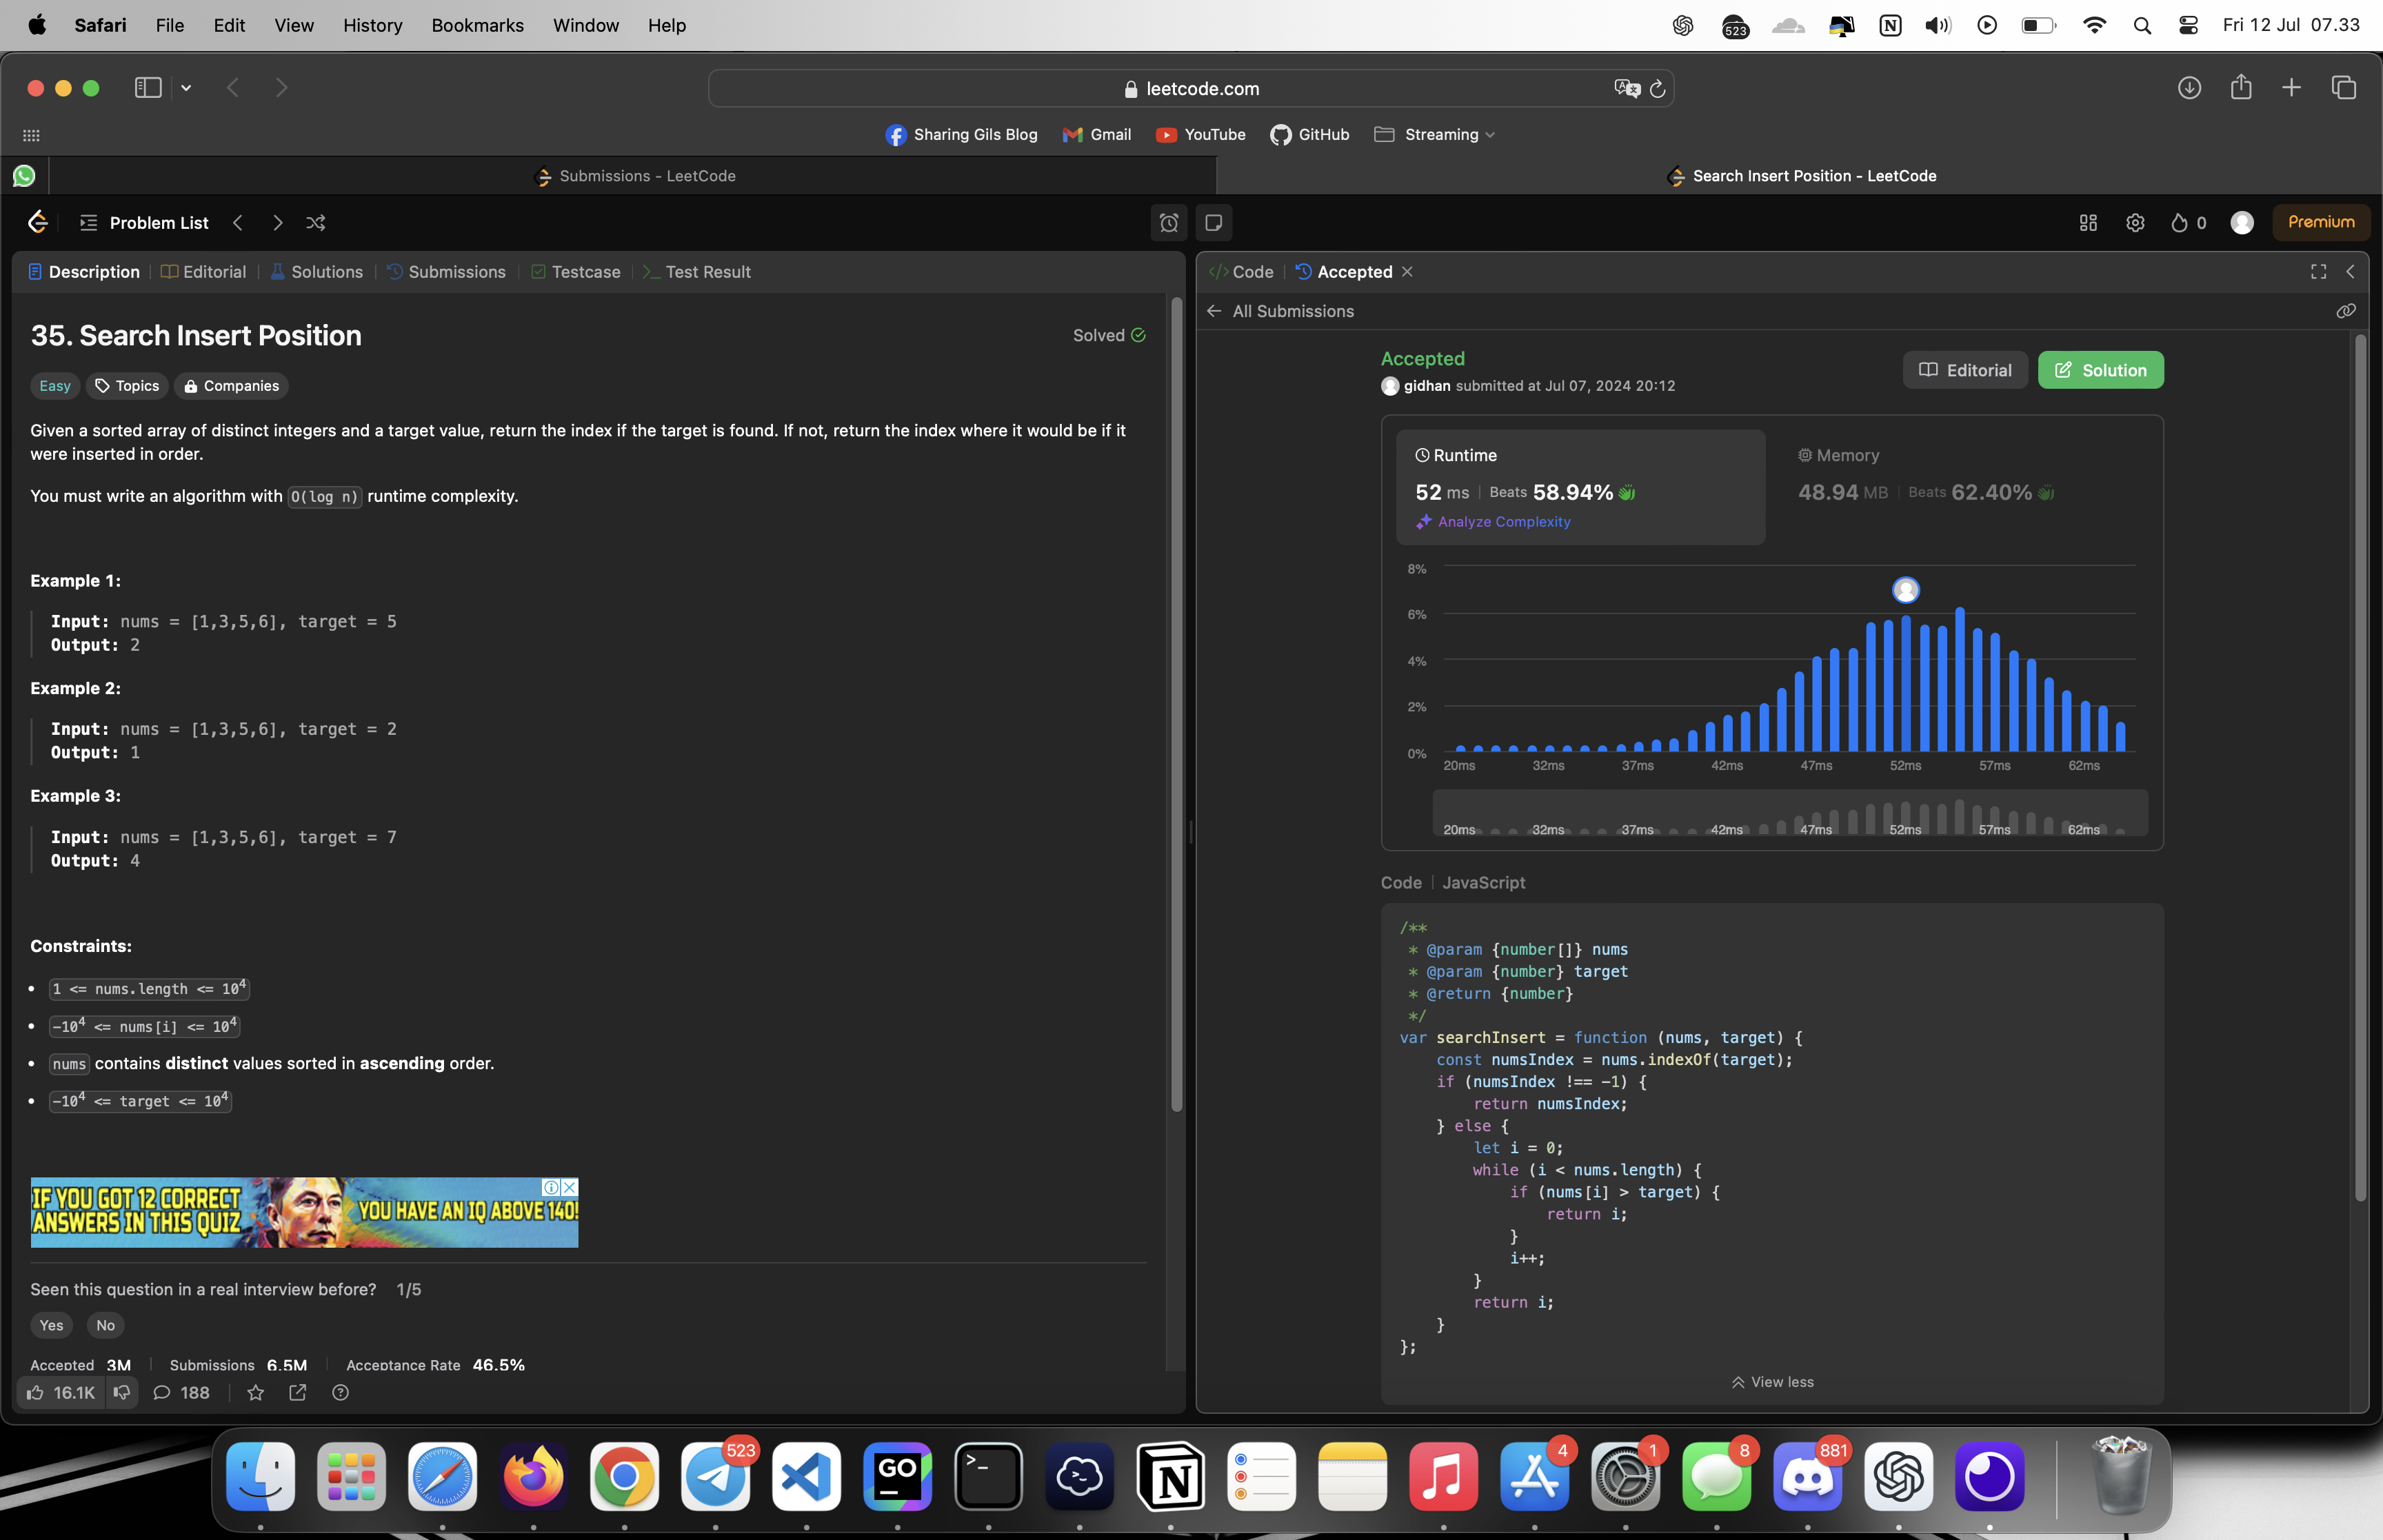 Safari File Edit View History Bookmarks Window Help
523
Fri 12 Jul 07.33
leetcode.com
Sharing Gils Blog Gmail YouTube GitHub Streaming
Submissions - LeetCode
Search Insert Position - LeetCode
Problem List
0
Premium
Description Editorial Solutions Submissions Testcase Test Result
35. Search Insert Position
Solved
Easy Topics Companies
Given a sorted array of distinct integers and a target value, return the index if the target is found. If not, return the index where it would be if it
were inserted in order.
You must write an algorithm with O(log n) runtime complexity.
Example 1:
Input: nums = [1,3,5,6], target = 5
Output: 2
Example 2:
Input: nums = [1,3,5,6], target = 2
Output: 1
Example 3:
Input: nums = [1,3,5,6], target = 7
Output: 4
Constraints:
• 1 <= nums.length <= 10⁴
• -10⁴ <= nums[i] <= 10⁴
• nums contains distinct values sorted in ascending order.
• -10⁴ <= target <= 10⁴
IF YOU GOT 12 CORRECT
ANSWERS IN THIS QUIZ
YOU HAVE AN IQ ABOVE 140!
Seen this question in a real interview before? 1/5
Yes No
Accepted 3M Submissions 6.5M Acceptance Rate 46.5%
16.1K 188
</> Code Accepted
All Submissions
Accepted
gidhan submitted at Jul 07, 2024 20:12
Editorial
Solution
Runtime
52 ms Beats 58.94%
Analyze Complexity
Memory
48.94 MB Beats 62.40%
8%
6%
4%
2%
0%
20ms 32ms 37ms 42ms 47ms 52ms 57ms 62ms
20ms 32ms 37ms 42ms 47ms 52ms 57ms 62ms
Code JavaScript
/**
 * @param {number[]} nums
 * @param {number} target
 * @return {number}
 */
var searchInsert = function (nums, target) {
    const numsIndex = nums.indexOf(target);
    if (numsIndex !== -1) {
        return numsIndex;
    } else {
        let i = 0;
        while (i < nums.length) {
            if (nums[i] > target) {
                return i;
            }
            i++;
        }
        return i;
    }
};
View less
523
GO
4
1
8
881